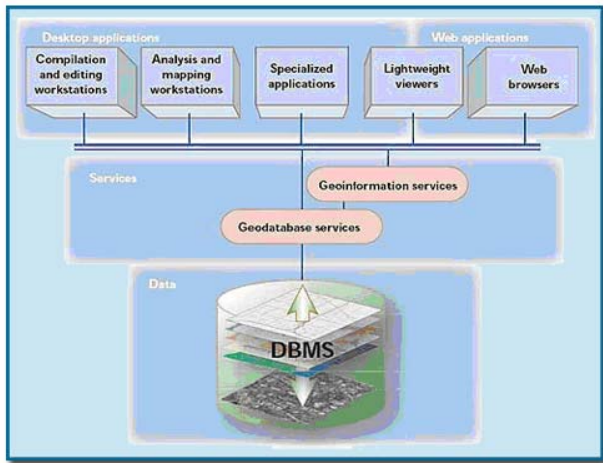 Desktop applications
Web applications
Compilation
and editing
workstations
Analysis and
mapping
workstations
Specialized
applications
Lightweight
viewers
Web
browsers
Services
Geoinformation services
Geodatabase services
Data
DBMS